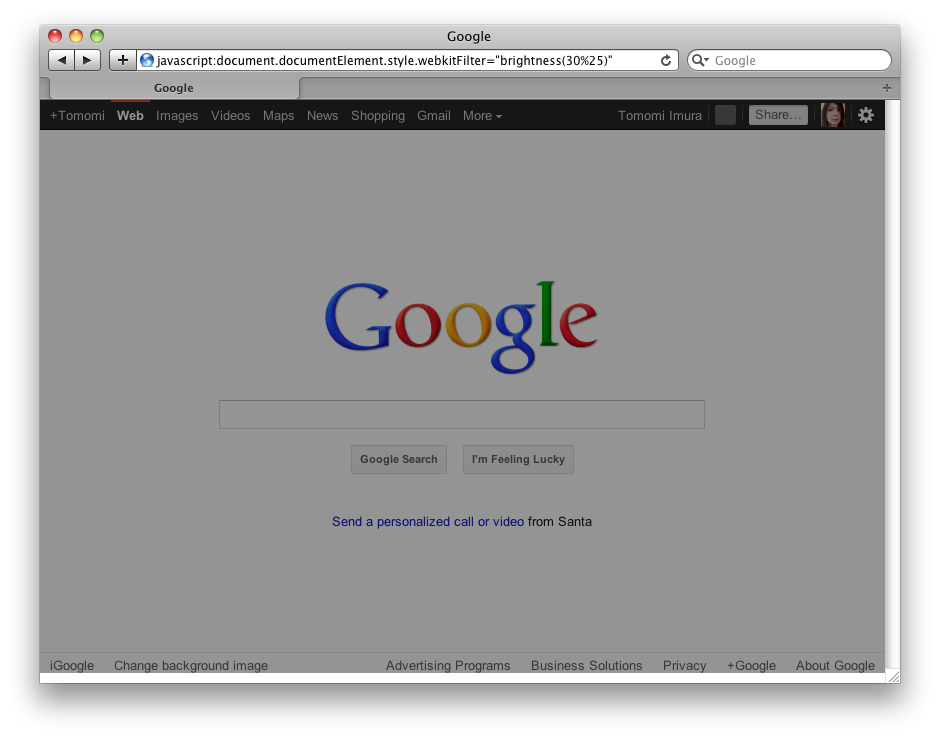 Google
javascript:document.documentElement.style.webkitFilter="brightness(30%25)"
Google
Google
+Tomomi Web Images Videos Maps News Shopping Gmail More Tomomi Imura Share...
Google
Google Search I'm Feeling Lucky
Send a personalized call or video from Santa
iGoogle Change background image Advertising Programs Business Solutions Privacy +Google About Google